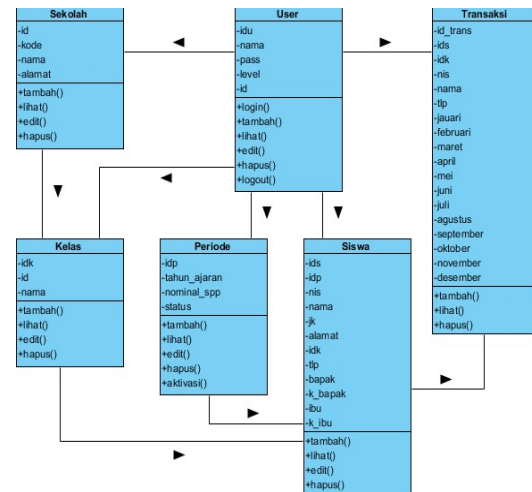 Sekolah
-id
-kode
-nama
-alamat
+tambah()
+lihat()
+edit()
+hapus()
User
-idu
-nama
-pass
-level
-id
+login()
+tambah()
+lihat()
+edit()
+hapus()
+logout()
Transaksi
-id_trans
-ids
-idk
-nis
-nama
-tlp
-jauari
-februari
-maret
-april
-mei
-juni
-juli
-agustus
-september
-oktober
-november
-desember
+tambah()
+lihat()
+hapus()
Kelas
-idk
-id
-nama
+tambah()
+lihat()
+edit()
+hapus()
Periode
-idp
-tahun_ajaran
-nominal_spp
-status
+tambah()
+lihat()
+edit()
+hapus()
+aktivasi()
Siswa
-ids
-idp
-nis
-nama
-jk
-alamat
-idk
-tlp
-bapak
-k_bapak
-ibu
-k_ibu
+tambah()
+lihat()
+edit()
+hapus()